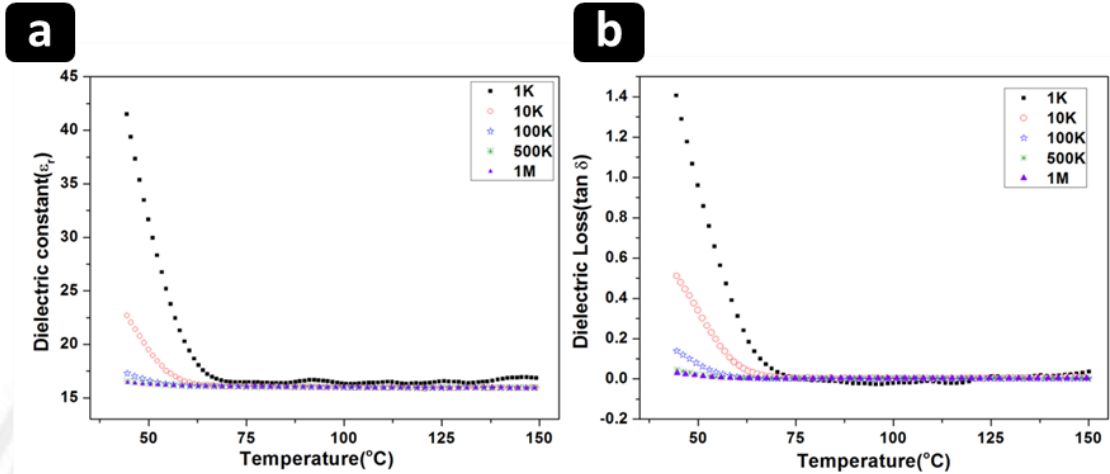 a
Dielectric constant(εr)
45
40
35
30
25
20
15
50
75
100
125
150
Temperature(°C)
1K
10K
100K
500K
1M
b
Dielectric Loss(tan δ)
1.4
1.2
1.0
0.8
0.6
0.4
0.2
0.0
-0.2
50
75
100
125
150
Temperature(°C)
1K
10K
100K
500K
1M